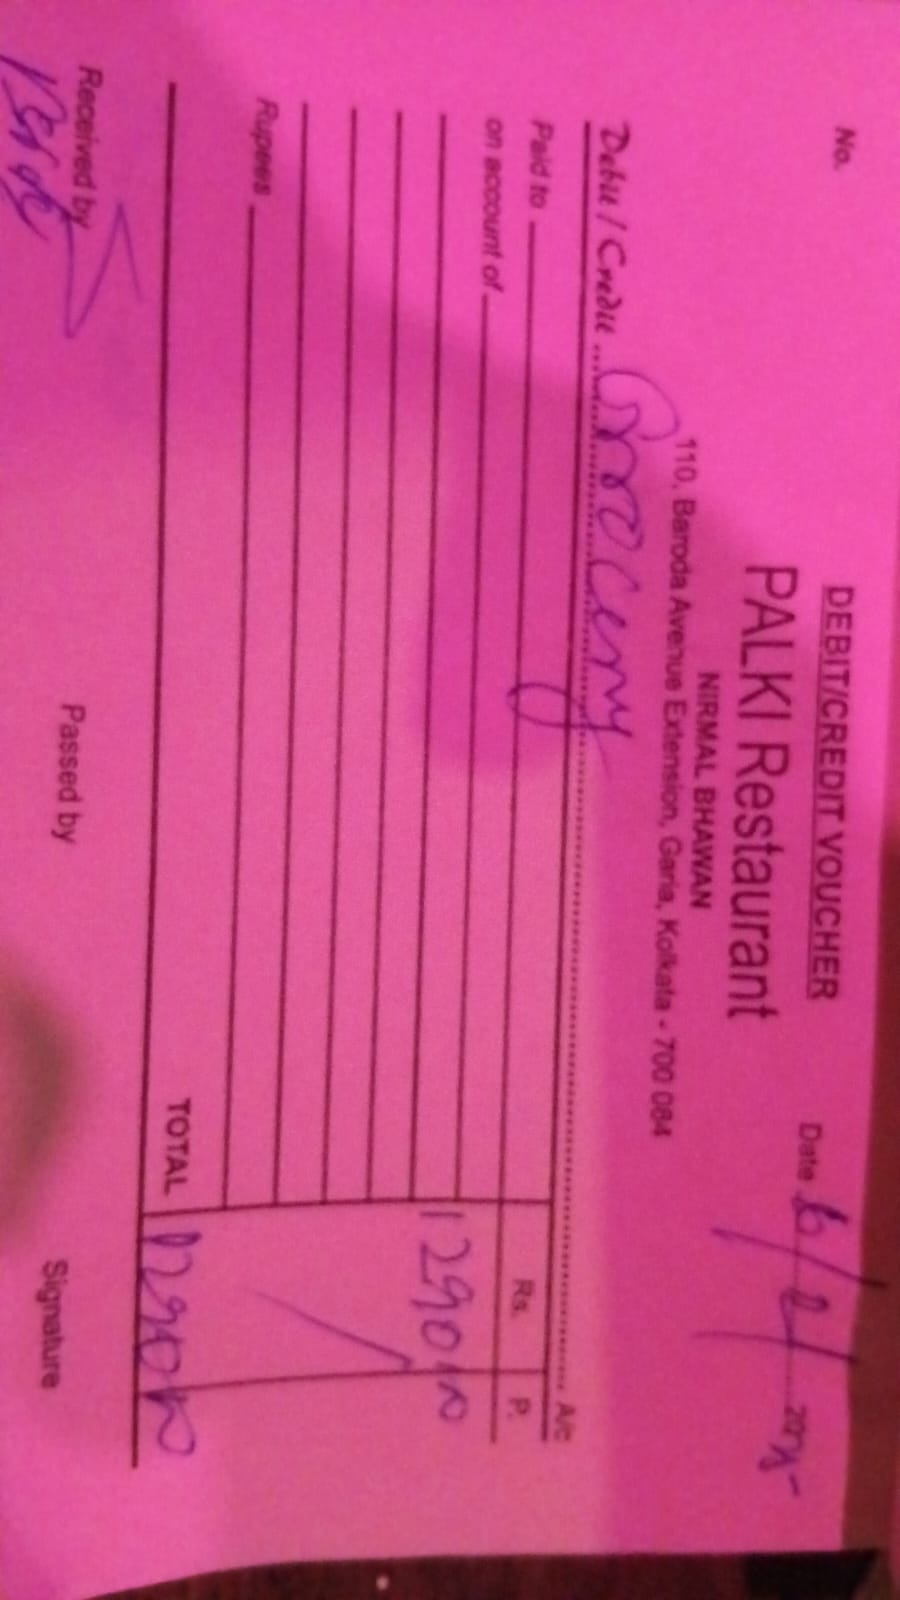 No.
DEBIT/CREDIT VOUCHER
PALKI Restaurant
Date 6/2/2025
NIRMAL BHAWAN
110, Baroda Avenue Extension, Garia, Kolkata - 700 084
Debit / Credit Grocery A/c
Paid to Rs. P.
on account of
1290/-
Rupees
TOTAL 1290/-
Received by Passed by Signature